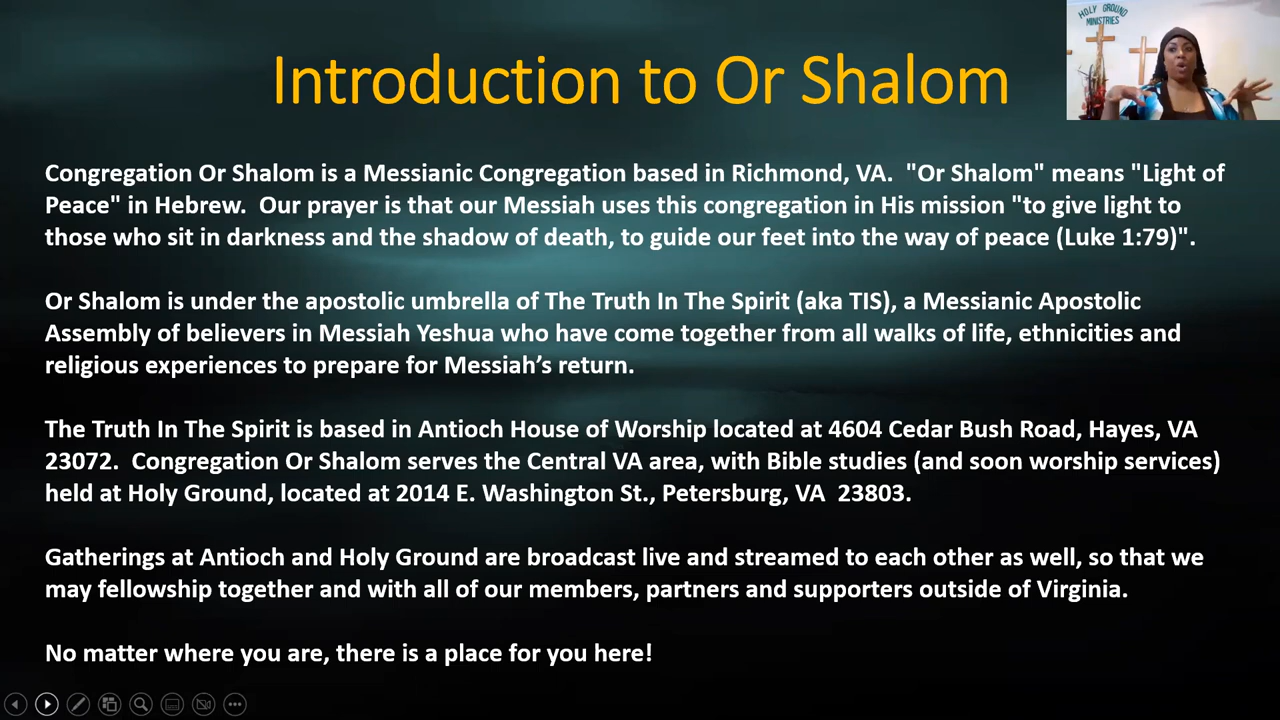 HOLY GROUND
MINISTRIES
Introduction to Or Shalom
Congregation Or Shalom is a Messianic Congregation based in Richmond, VA.  "Or Shalom" means "Light of
Peace" in Hebrew.  Our prayer is that our Messiah uses this congregation in His mission "to give light to
those who sit in darkness and the shadow of death, to guide our feet into the way of peace (Luke 1:79)".
Or Shalom is under the apostolic umbrella of The Truth In The Spirit (aka TIS), a Messianic Apostolic
Assembly of believers in Messiah Yeshua who have come together from all walks of life, ethnicities and
religious experiences to prepare for Messiah’s return.
The Truth In The Spirit is based in Antioch House of Worship located at 4604 Cedar Bush Road, Hayes, VA
23072.  Congregation Or Shalom serves the Central VA area, with Bible studies (and soon worship services)
held at Holy Ground, located at 2014 E. Washington St., Petersburg, VA  23803.
Gatherings at Antioch and Holy Ground are broadcast live and streamed to each other as well, so that we
may fellowship together and with all of our members, partners and supporters outside of Virginia.
No matter where you are, there is a place for you here!